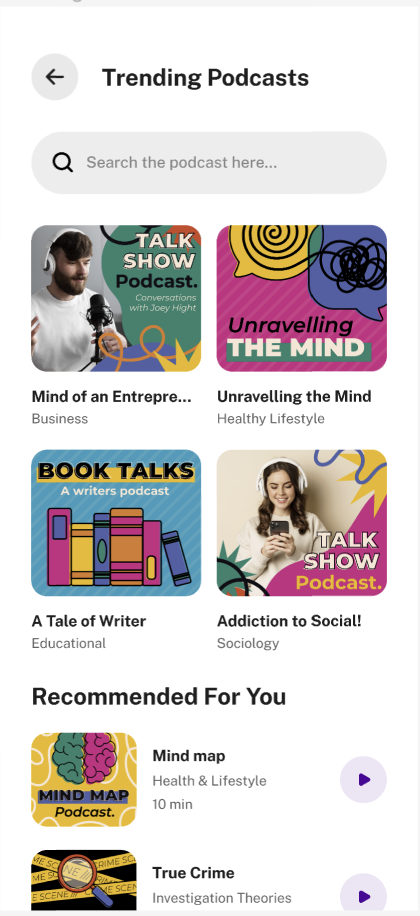 Trending Podcasts
Search the podcast here...
TALK
SHOW
Podcast.
Conversations
with Joey Hight
Unravelling
THE MIND
Mind of an Entrepre...
Business
Unravelling the Mind
Healthy Lifestyle
BOOK TALKS
A writers podcast
TALK
SHOW
Podcast.
A Tale of Writer
Educational
Addiction to Social!
Sociology
Recommended For You
MIND MAP
Podcast.
Mind map
Health & Lifestyle
10 min
CRIME SCENE
True Crime
Investigation Theories